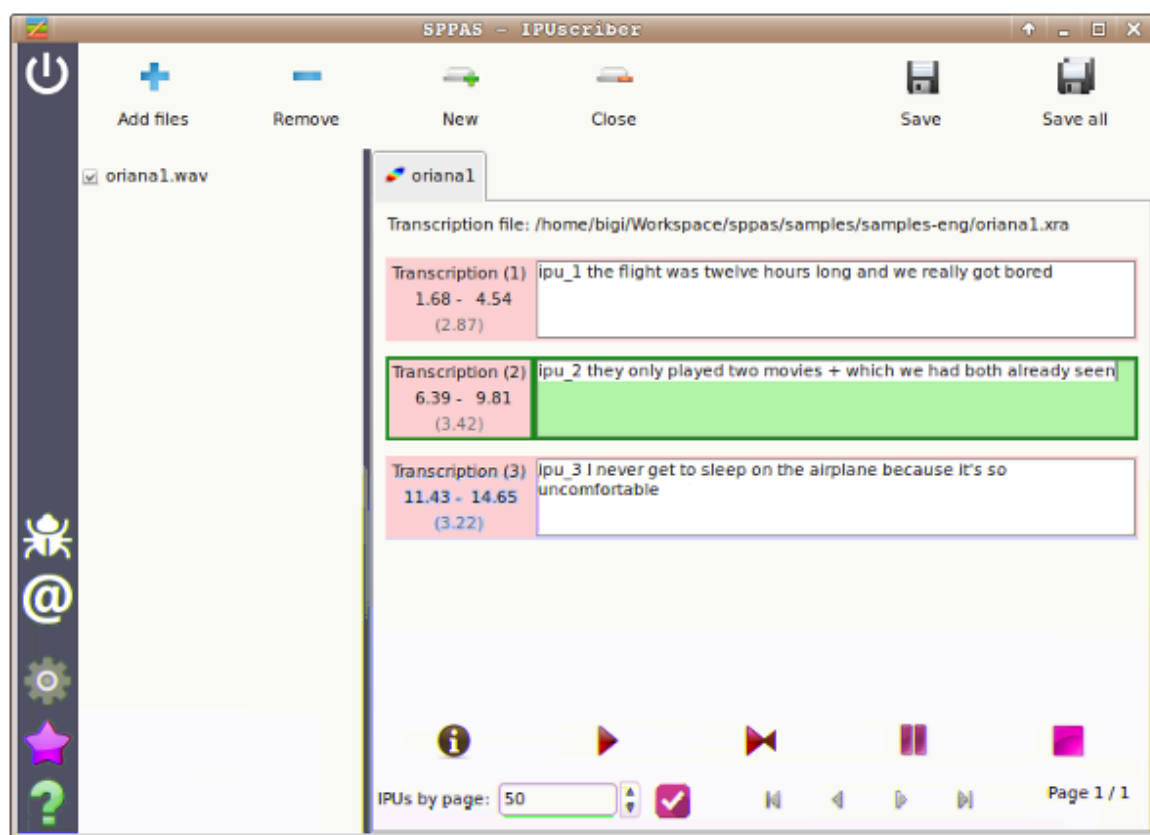 SPPAS - IPUscriber
Add files
Remove
New
Close
Save
Save all
oriana1.wav
oriana1
Transcription file: /home/bigi/Workspace/sppas/samples/samples-eng/oriana1.xra
Transcription (1)
1.68 - 4.54
(2.87)
ipu_1 the flight was twelve hours long and we really got bored
Transcription (2)
6.39 - 9.81
(3.42)
ipu_2 they only played two movies + which we had both already seen
Transcription (3)
11.43 - 14.65
(3.22)
ipu_3 I never get to sleep on the airplane because it's so
uncomfortable
IPUs by page: 50
Page 1 / 1